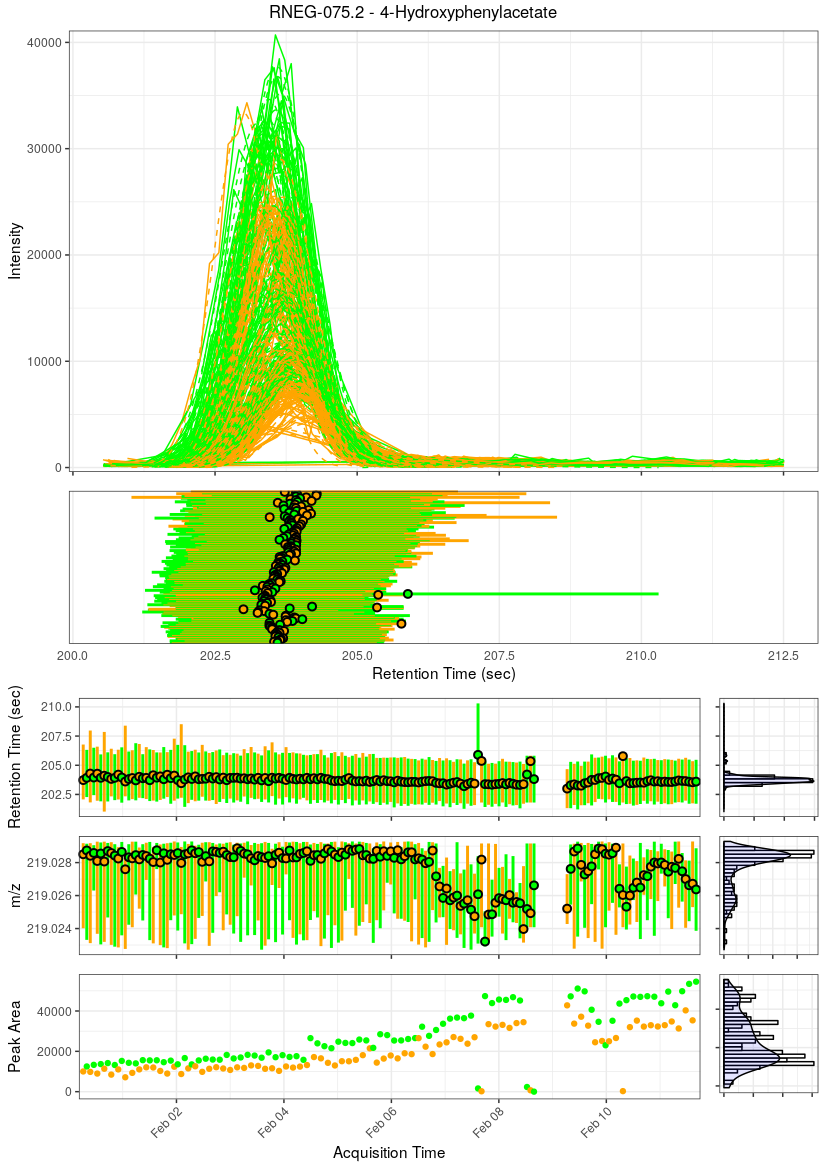 RNEG-075.2 - 4-Hydroxyphenylacetate
Intensity
40000
30000
20000
10000
0
200.0 202.5 205.0 207.5 210.0 212.5
Retention Time (sec)
Retention Time (sec)
210.0
207.5
205.0
202.5
m/z
219.028
219.026
219.024
Peak Area
40000
20000
0
Feb 02 Feb 04 Feb 06 Feb 08 Feb 10
Acquisition Time